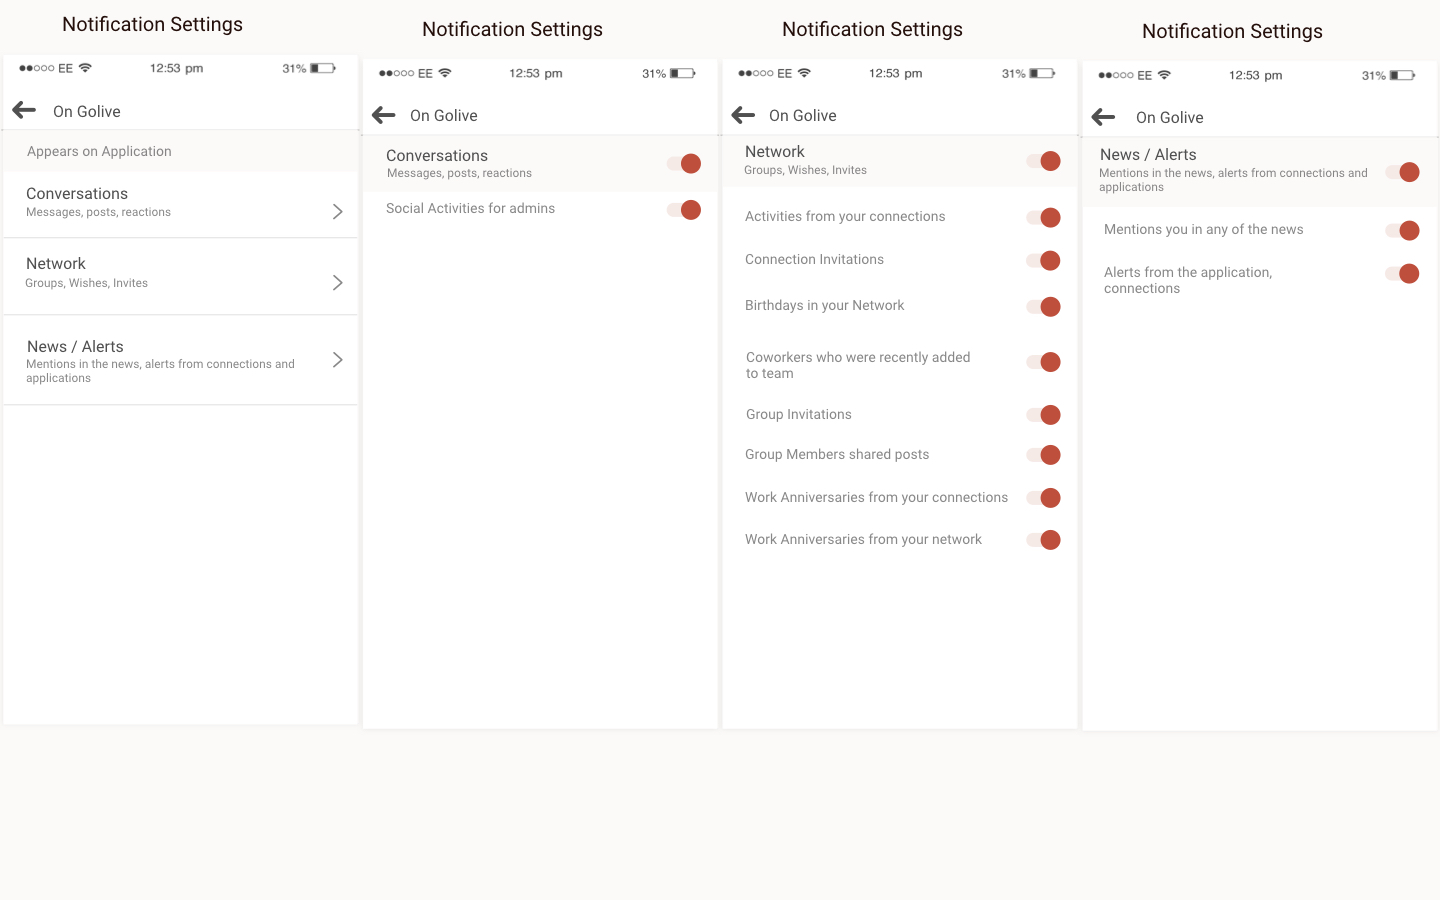 Notification Settings
EE
12:53 pm
31%
On Golive
Appears on Application
Conversations
Messages, posts, reactions
Network
Groups, Wishes, Invites
News / Alerts
Mentions in the news, alerts from connections and
applications
Notification Settings
EE
12:53 pm
31%
On Golive
Conversations
Messages, posts, reactions
Social Activities for admins
Notification Settings
EE
12:53 pm
31%
On Golive
Network
Groups, Wishes, Invites
Activities from your connections
Connection Invitations
Birthdays in your Network
Coworkers who were recently added
to team
Group Invitations
Group Members shared posts
Work Anniversaries from your connections
Work Anniversaries from your network
Notification Settings
EE
12:53 pm
31%
On Golive
News / Alerts
Mentions in the news, alerts from connections and
applications
Mentions you in any of the news
Alerts from the application,
connections